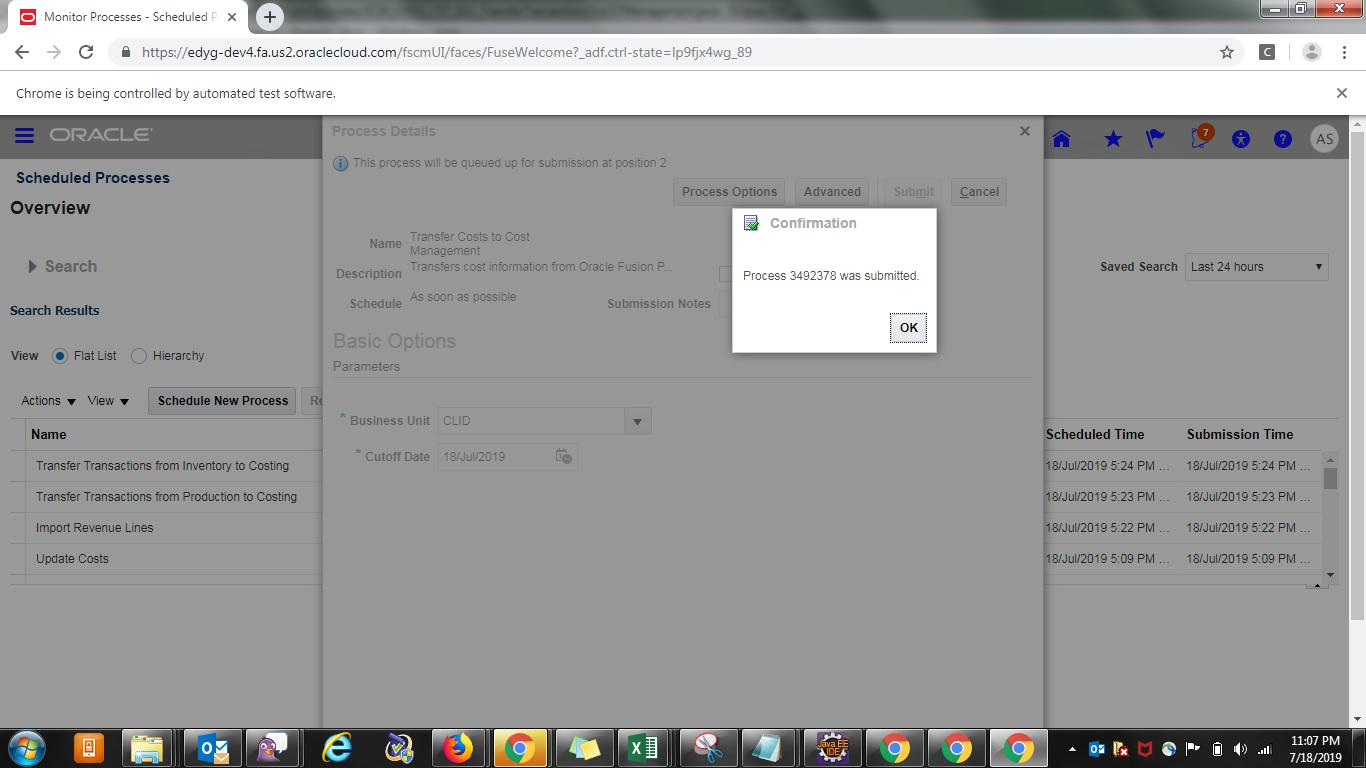 Monitor Processes - Scheduled P
https://edyg-dev4.fa.us2.oraclecloud.com/fscmUI/faces/FuseWelcome?_adf.ctrl-state=lp9fjx4wg_89
C
Chrome is being controlled by automated test software.
ORACLE
Process Details
7
AS
This process will be queued up for submission at position 2
Scheduled Processes
Process Options
Advanced
Submit
Cancel
Overview
Confirmation
Name Transfer Costs to Cost
Management
Search
Description Transfers cost information from Oracle Fusion P...
Process 3492378 was submitted.
Saved Search Last 24 hours
Schedule As soon as possible
Submission Notes
Search Results
OK
Basic Options
View Flat List Hierarchy
Parameters
Actions View Schedule New Process Re
* Business Unit CLID
Name
Scheduled Time Submission Time
* Cutoff Date 18/Jul/2019
Transfer Transactions from Inventory to Costing
18/Jul/2019 5:24 PM ... 18/Jul/2019 5:24 PM ...
Transfer Transactions from Production to Costing
18/Jul/2019 5:23 PM ... 18/Jul/2019 5:23 PM ...
Import Revenue Lines
18/Jul/2019 5:22 PM ... 18/Jul/2019 5:22 PM ...
Update Costs
18/Jul/2019 5:09 PM ... 18/Jul/2019 5:09 PM ...
Java EE
IDE
11:07 PM
7/18/2019